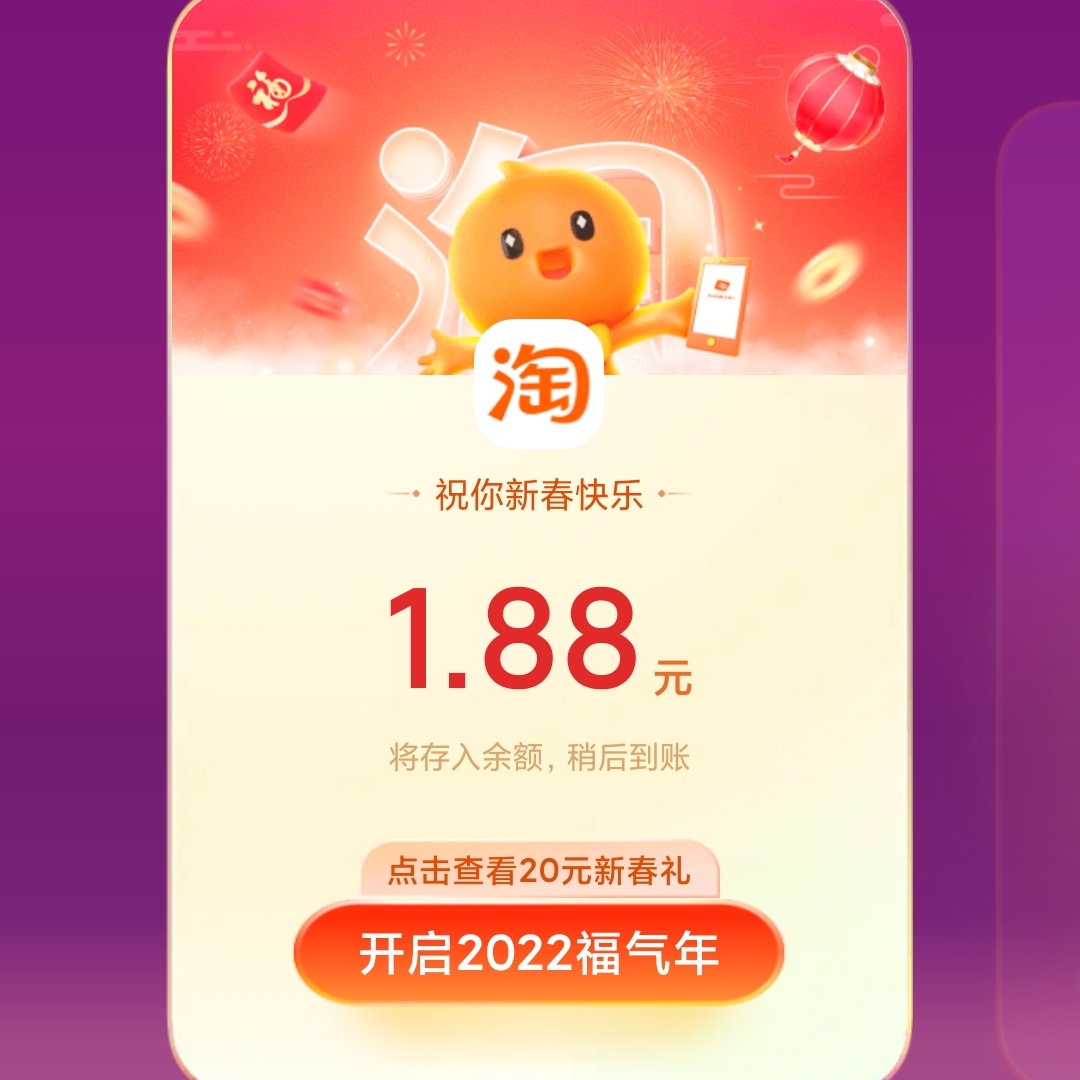 福
淘
淘
祝你新春快乐
1.88元
将存入余额，稍后到账
点击查看20元新春礼
开启2022福气年